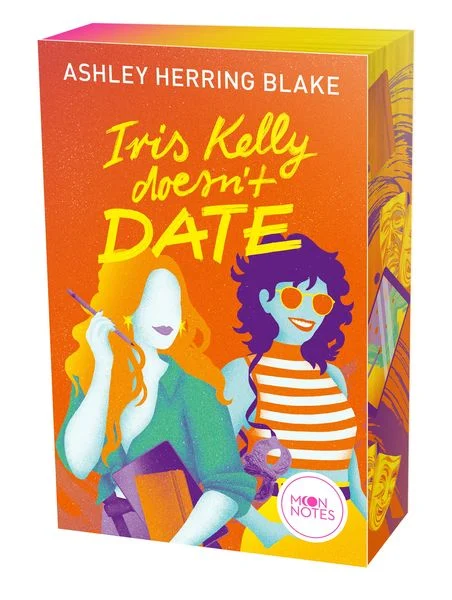 ASHLEY HERRING BLAKE
Iris Kelly
doesn't
DATE
MOON
NOTES